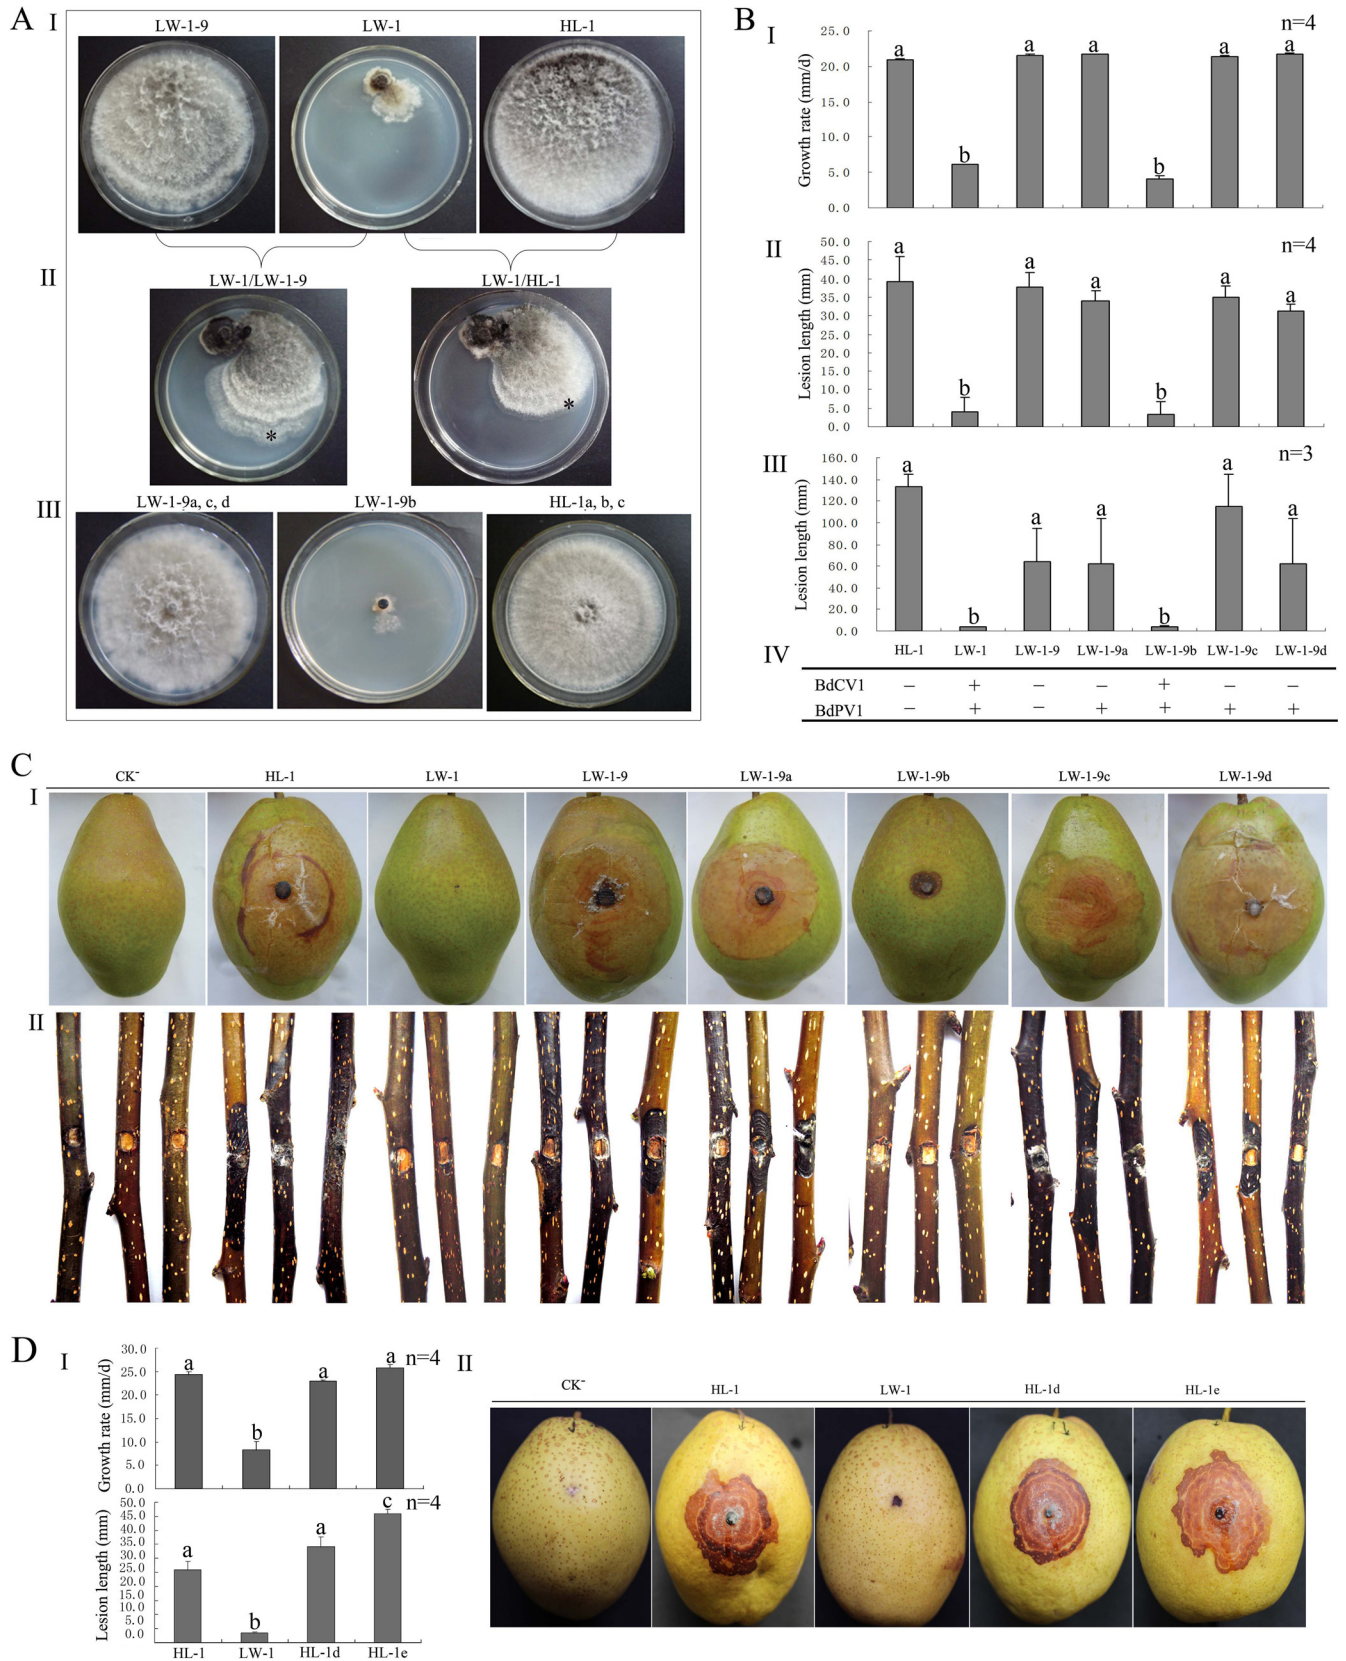 A
I
LW-1-9 LW-1 HL-1
II
LW-1/LW-1-9 LW-1/HL-1
* *
III
LW-1-9a, c, d LW-1-9b HL-1a, b, c
B
I
n=4
Growth rate (mm/d)
25.0
20.0
15.0
10.0
5.0
0.0
a b a a b a a
II
n=4
Lesion length (mm)
50.0
45.0
40.0
35.0
30.0
25.0
20.0
15.0
10.0
5.0
0.0
a b a a b a a
III
n=3
Lesion length (mm)
160.0
140.0
120.0
100.0
80.0
60.0
40.0
20.0
0.0
a b a a b a a
HL-1 LW-1 LW-1-9 LW-1-9a LW-1-9b LW-1-9c LW-1-9d
IV
BdCV1 − + − − + − −
BdPV1 − + − + + + +
C
CK⁻ HL-1 LW-1 LW-1-9 LW-1-9a LW-1-9b LW-1-9c LW-1-9d
I
II
D
I
n=4
Growth rate (mm/d)
30.0
25.0
20.0
15.0
10.0
5.0
0.0
a b a a
n=4
Lesion length (mm)
50.0
45.0
40.0
35.0
30.0
25.0
20.0
15.0
10.0
5.0
0.0
a b a c
HL-1 LW-1 HL-1d HL-1e
II
CK⁻ HL-1 LW-1 HL-1d HL-1e